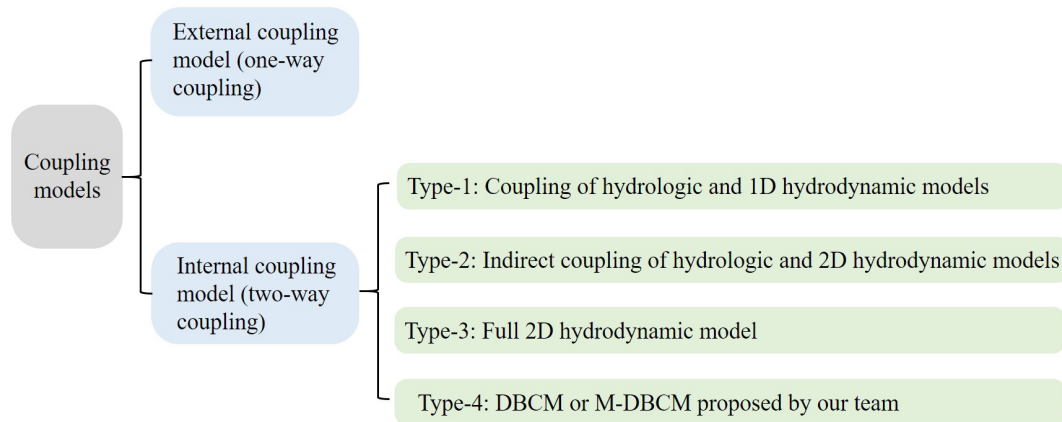 External coupling
model (one-way
coupling)
Coupling
models
Internal coupling
model (two-way
coupling)
Type-1: Coupling of hydrologic and 1D hydrodynamic models
Type-2: Indirect coupling of hydrologic and 2D hydrodynamic models
Type-3: Full 2D hydrodynamic model
Type-4: DBCM or M-DBCM proposed by our team